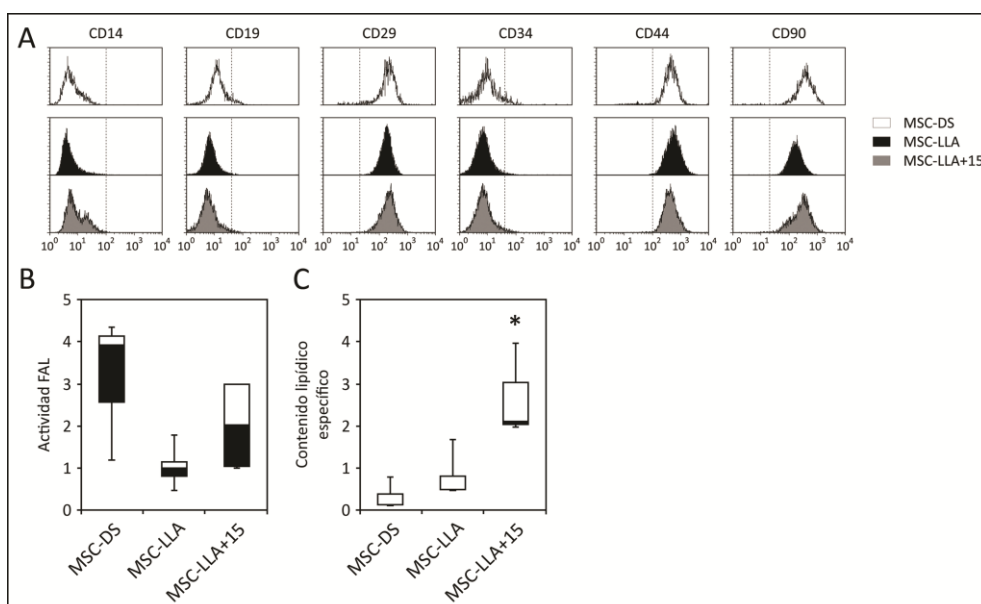 A
CD14 CD19 CD29 CD34 CD44 CD90
MSC-DS
MSC-LLA
MSC-LLA+15
10⁰ 10¹ 10² 10³ 10⁴ 10⁰ 10¹ 10² 10³ 10⁴ 10⁰ 10¹ 10² 10³ 10⁴ 10⁰ 10¹ 10² 10³ 10⁴ 10⁰ 10¹ 10² 10³ 10⁴ 10⁰ 10¹ 10² 10³ 10⁴
B
Actividad FAL
5
4
3
2
1
0
MSC-DS
MSC-LLA
MSC-LLA+15
C
Contenido lipídico
específico
5
4
3
2
1
0
*
MSC-DS
MSC-LLA
MSC-LLA+15